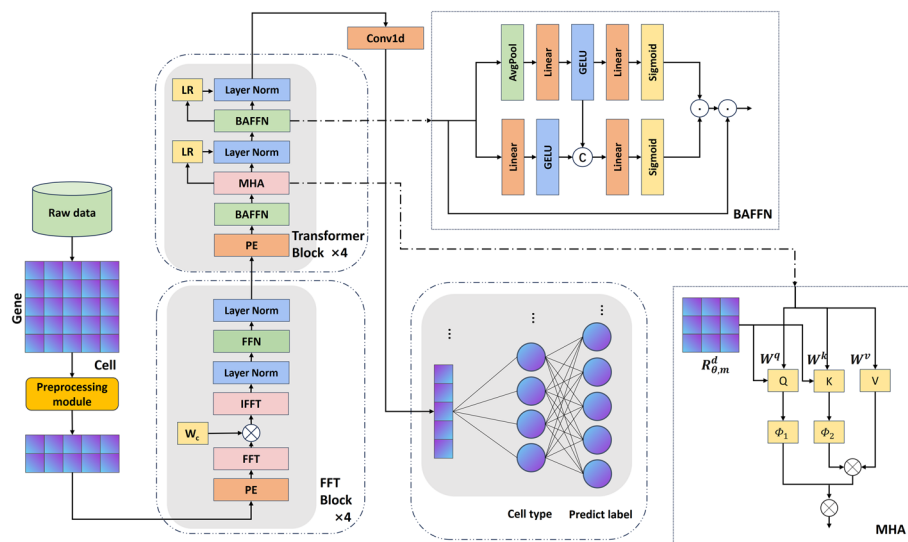 Raw data
Gene
Cell
Preprocessing
module
PE
FFT
W_c
IFFT
Layer Norm
FFN
Layer Norm
FFT
Block
×4
PE
BAFFN
MHA
LR
Layer Norm
BAFFN
LR
Layer Norm
Transformer
Block ×4
Conv1d
AvgPool
Linear
GELU
Linear
Sigmoid
Linear
GELU
C
Linear
Sigmoid
BAFFN
...
...
...
Cell type
Predict label
R^d_{θ,m}
W^q
W^k
W^v
Q
K
V
Φ_1
Φ_2
MHA